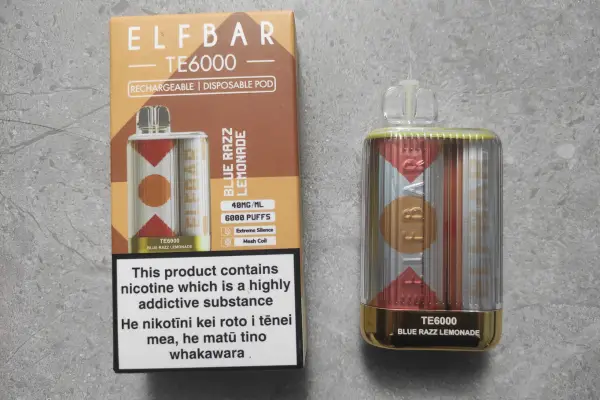 ELFBAR
TE6000
RECHARGEABLE | DISPOSABLE POD
BLUE RAZZ
LEMONADE
ELFBAR
40MG/ML
6000 PUFFS
Extreme Silence
Mesh Coil
TE6000
BLUE RAZZ LEMONADE
This product contains
nicotine which is a highly
addictive substance
He nikotīni kei roto i tēnei
mea, he matū tino
whakawara
ELFBAR
TE6000
BLUE RAZZ LEMONADE